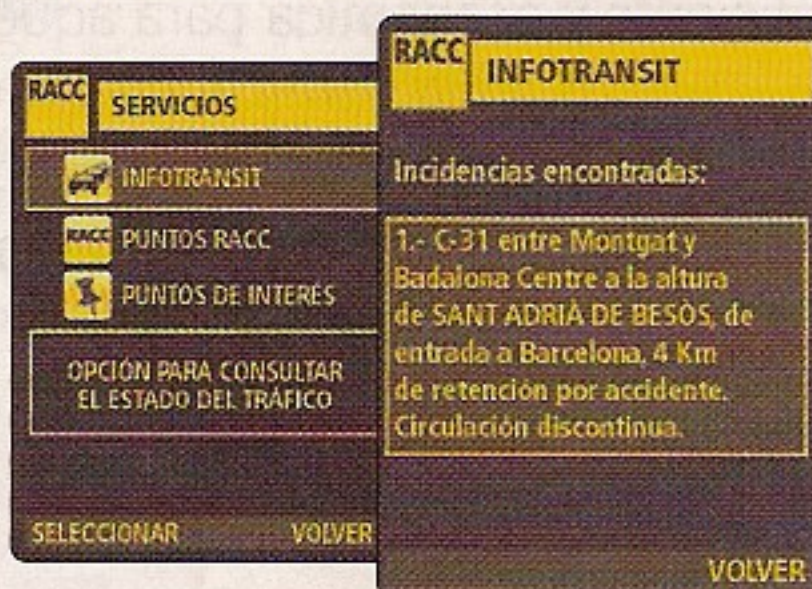 RACC
SERVICIOS
INFOTRANSIT
RACC PUNTOS RACC
PUNTOS DE INTERÉS
OPCIÓN PARA CONSULTAR
EL ESTADO DEL TRÁFICO
SELECCIONAR VOLVER
RACC
INFOTRANSIT
Incidencias encontradas:
1.- C-31 entre Montgat y
Badalona Centre a la altura
de SANT ADRIÀ DE BESÒS, de
entrada a Barcelona. 4 Km
de retención por accidente.
Circulación discontinua.
VOLVER